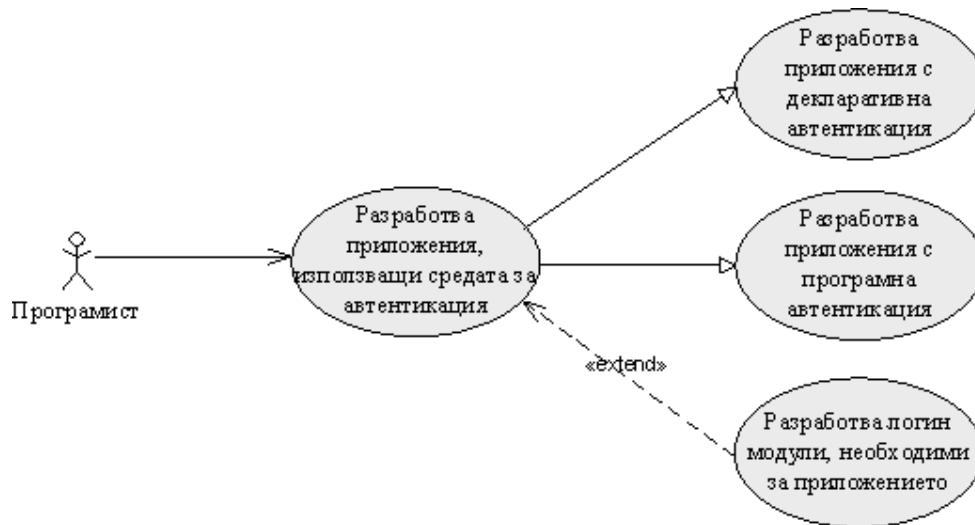 Разработва
приложения с
декларативна
автентикация
Разработва
приложения,
използващи средата за
автентикация
Разработва
приложения с
програмна
автентикация
Програмист
«extend»
Разработва логин
модули, необходими
за приложението